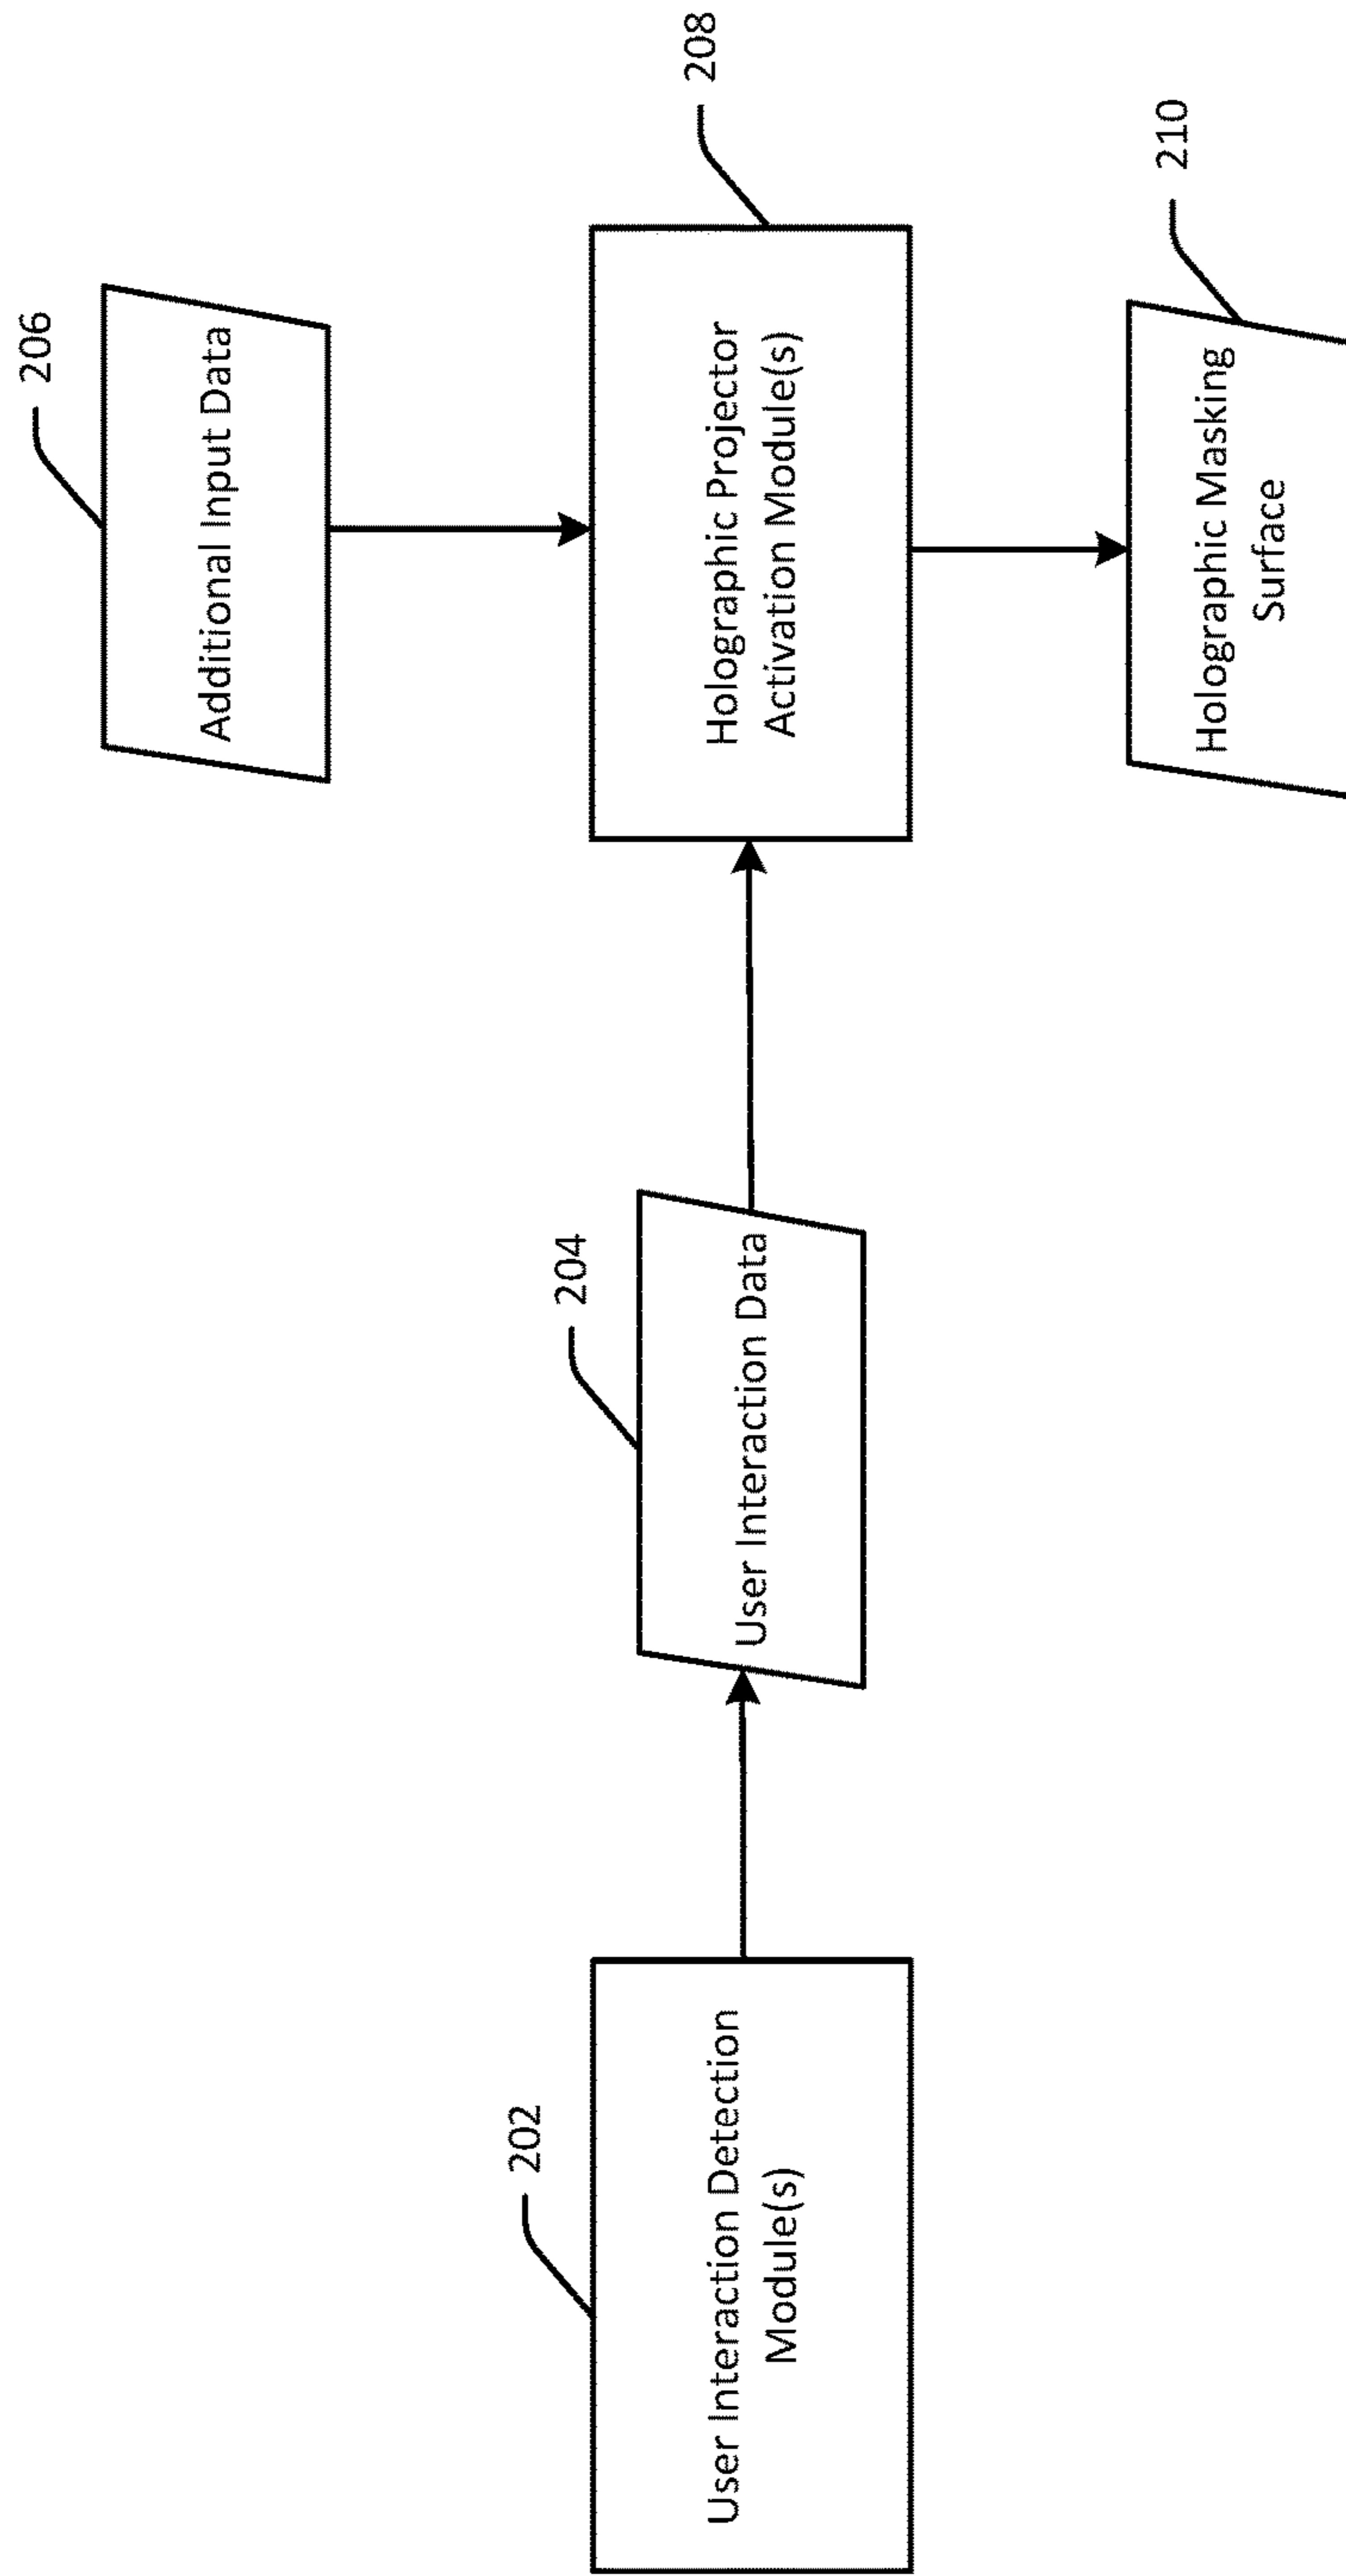 206
Additional Input Data
208
Holographic Projector
Activation Module(s)
204
User Interaction Data
202
User Interaction Detection
Module(s)
210
Holographic Masking
Surface